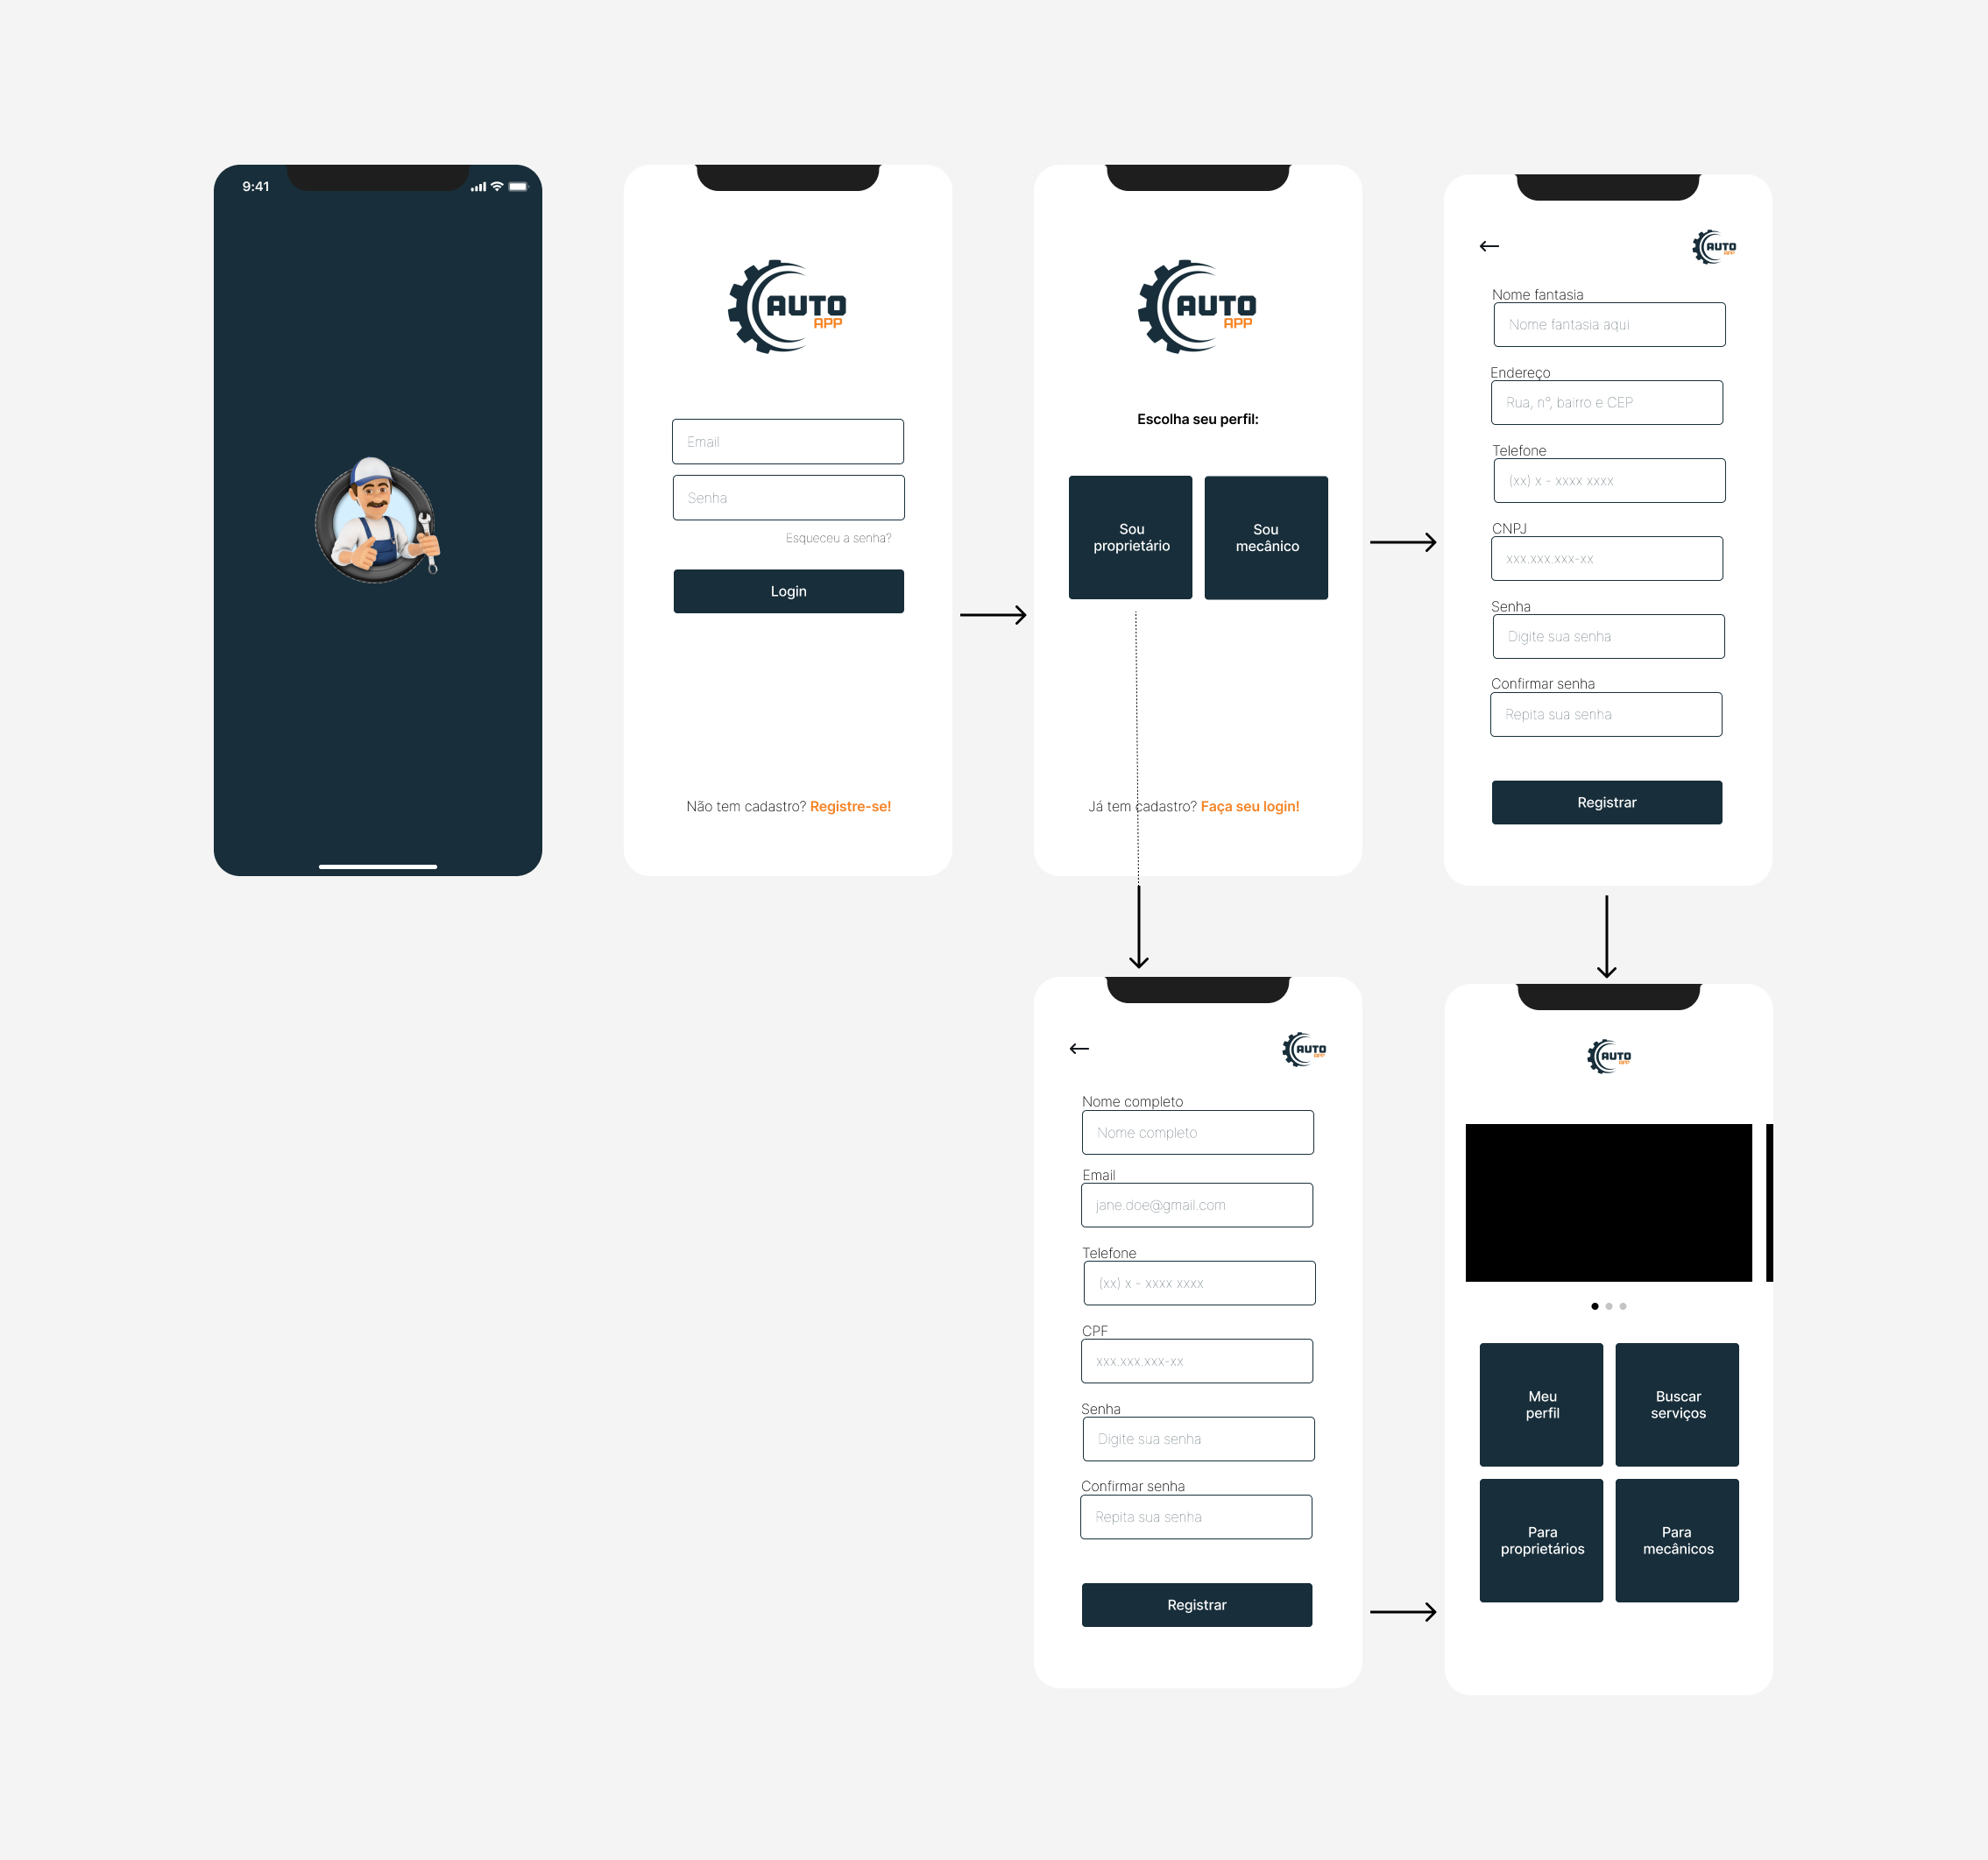 9:41
AUTO
APP
Email
Senha
Esqueceu a senha?
Login
Não tem cadastro? Registre-se!
AUTO
APP
Escolha seu perfil:
Sou
proprietário
Sou
mecânico
Já tem cadastro? Faça seu login!
AUTO
APP
Nome fantasia
Nome fantasia aqui
Endereço
Rua, nº, bairro e CEP
Telefone
(xx) x - xxxx xxxx
CNPJ
xxx.xxx.xxx-xx
Senha
Digite sua senha
Confirmar senha
Repita sua senha
Registrar
AUTO
APP
Nome completo
Nome completo
Email
jane.doe@gmail.com
Telefone
(xx) x - xxxx xxxx
CPF
xxx.xxx.xxx-xx
Senha
Digite sua senha
Confirmar senha
Repita sua senha
Registrar
AUTO
APP
Meu
perfil
Buscar
serviços
Para
proprietários
Para
mecânicos